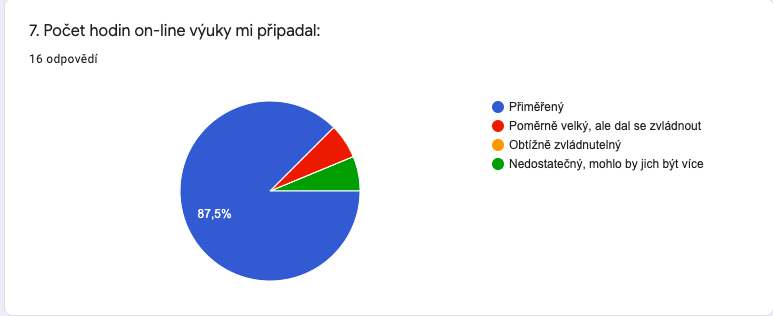 7. Počet hodin on-line výuky mi připadal:
16 odpovědí
Přiměřený
Poměrně velký, ale dal se zvládnout
Obtížně zvládnutelný
Nedostatečný, mohlo by jich být více
87,5%